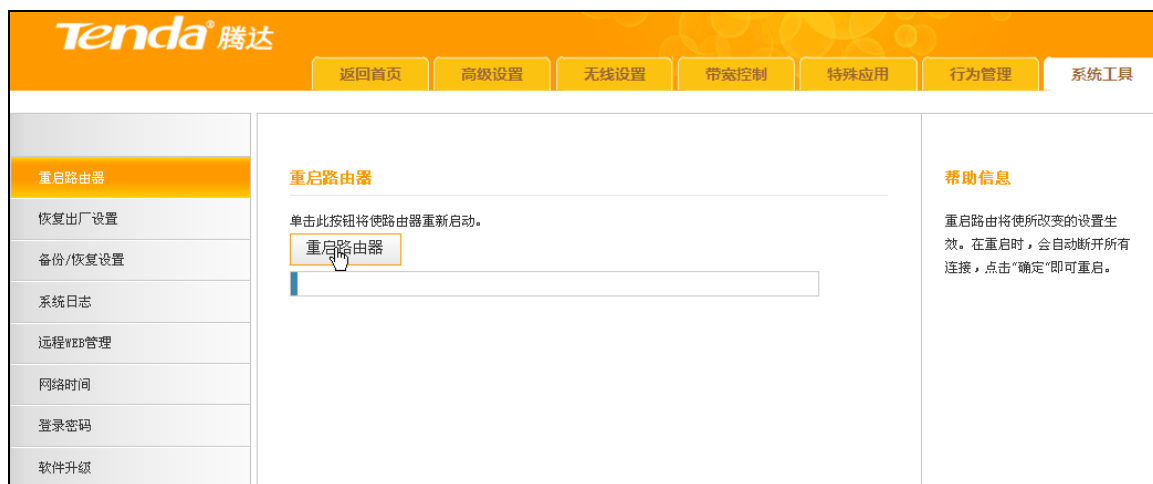 Tenda® 腾达
返回首页 高级设置 无线设置 带宽控制 特殊应用 行为管理 系统工具
重启路由器
恢复出厂设置
备份/恢复设置
系统日志
远程WEB管理
网络时间
登录密码
软件升级
重启路由器
单击此按钮将使路由器重新启动。
重启路由器
帮助信息
重启路由将使所改变的设置生
效。在重启时，会自动断开所有
连接，点击“确定”即可重启。